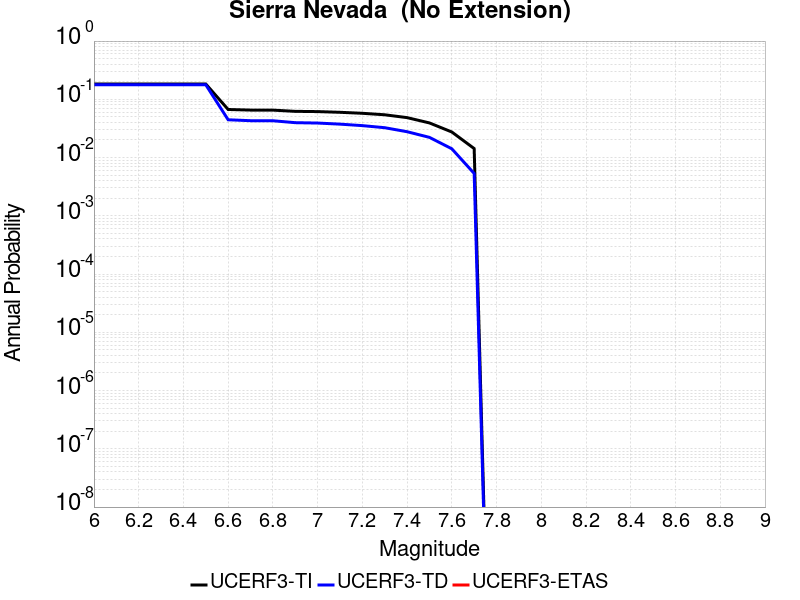 Sierra Nevada  (No Extension)
10^0
10^-1
10^-2
10^-3
10^-4
10^-5
10^-6
10^-7
10^-8
Annual Probability
6 6.2 6.4 6.6 6.8 7 7.2 7.4 7.6 7.8 8 8.2 8.4 8.6 8.8 9
Magnitude
UCERF3-TI UCERF3-TD UCERF3-ETAS